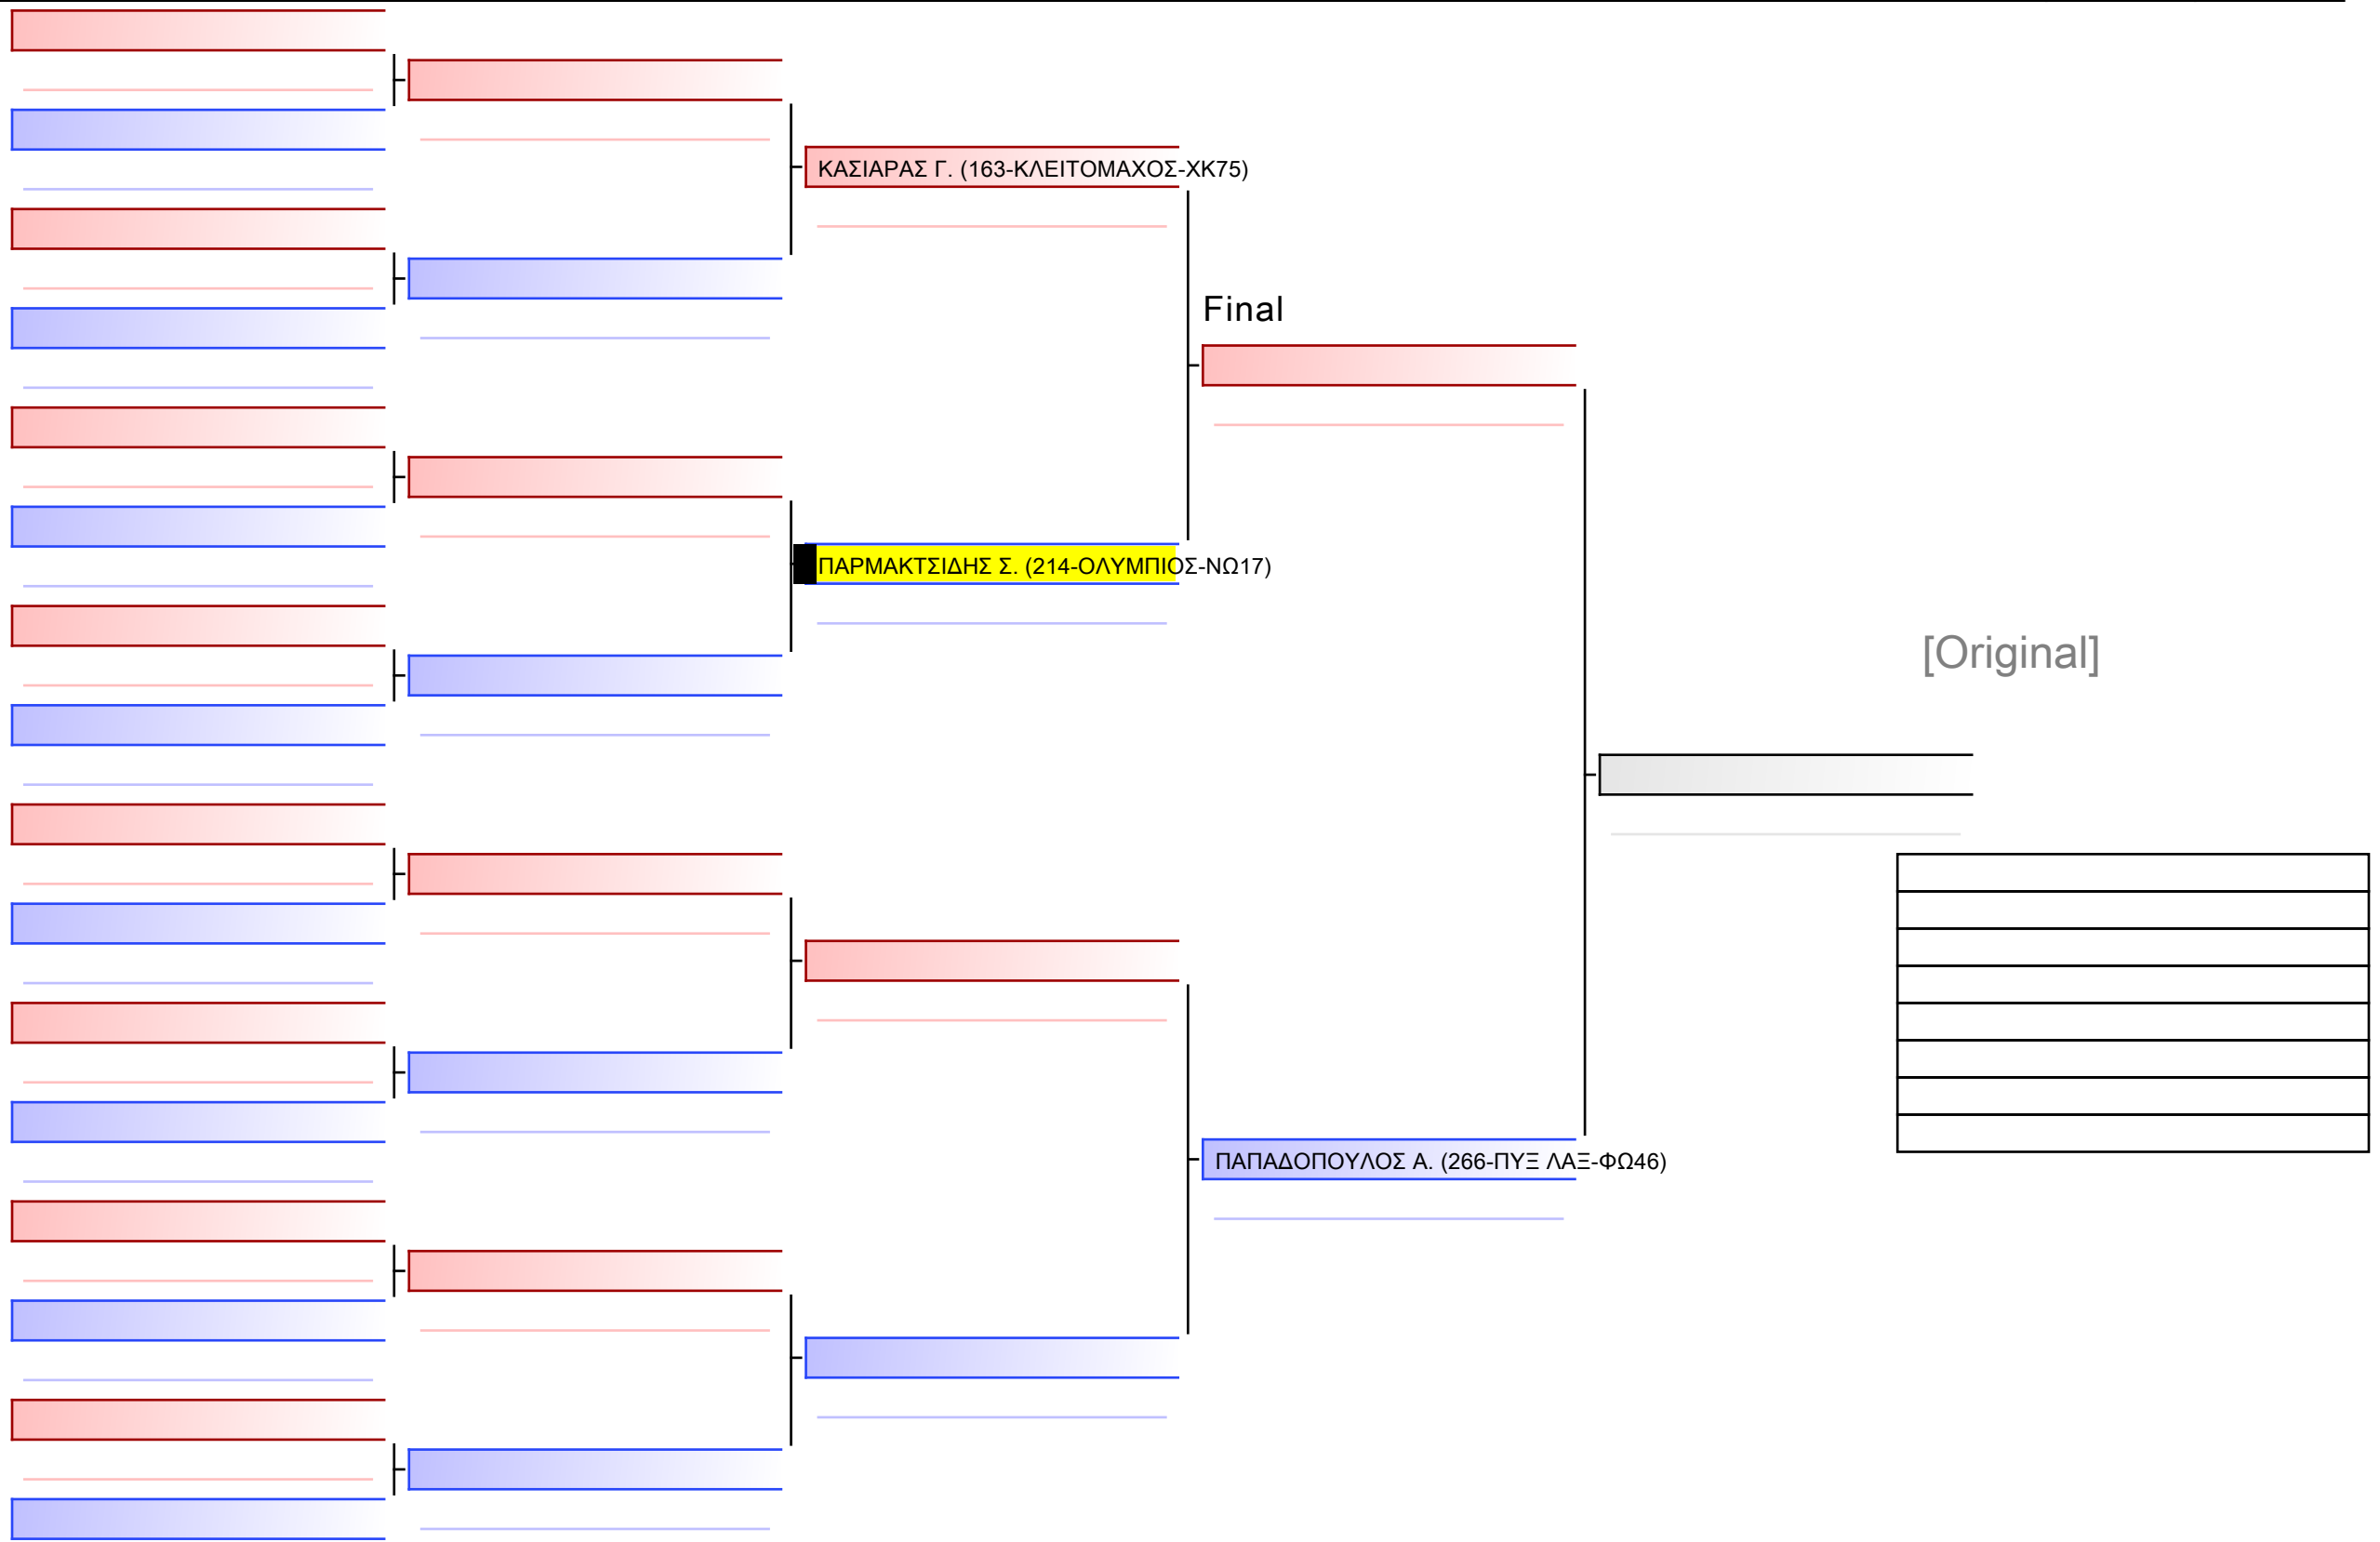 ΚΑΣΙΑΡΑΣ Γ. (163-ΚΛΕΙΤΟΜΑΧΟΣ-ΧΚ75)
Final
ΠΑΡΜΑΚΤΣΙΔΗΣ Σ. (214-ΟΛΥΜΠΙΟΣ-ΝΩ17)
[Original]
ΠΑΠΑΔΟΠΟΥΛΟΣ Α. (266-ΠΥΞ ΛΑΞ-ΦΩ46)